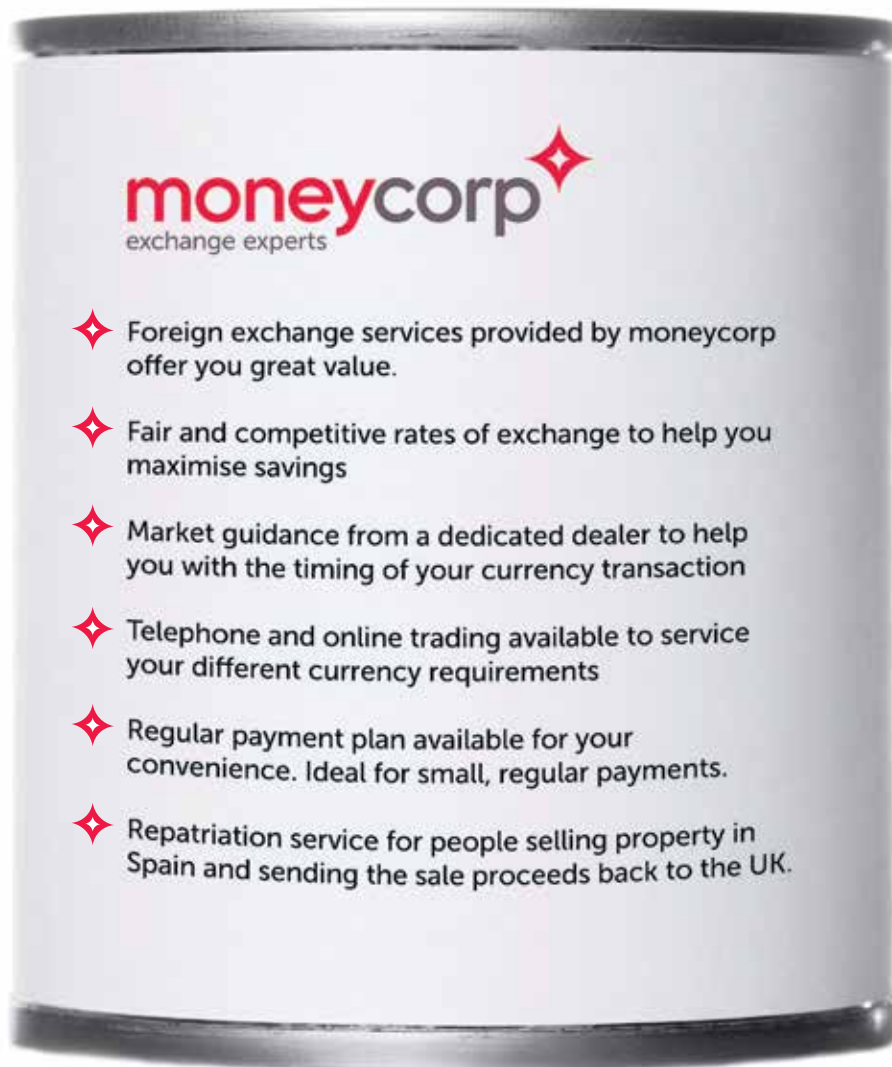 moneycorp
exchange experts
Foreign exchange services provided by moneycorp
offer you great value.
Fair and competitive rates of exchange to help you
maximise savings
Market guidance from a dedicated dealer to help
you with the timing of your currency transaction
Telephone and online trading available to service
your different currency requirements
Regular payment plan available for your
convenience. Ideal for small, regular payments.
Repatriation service for people selling property in
Spain and sending the sale proceeds back to the UK.